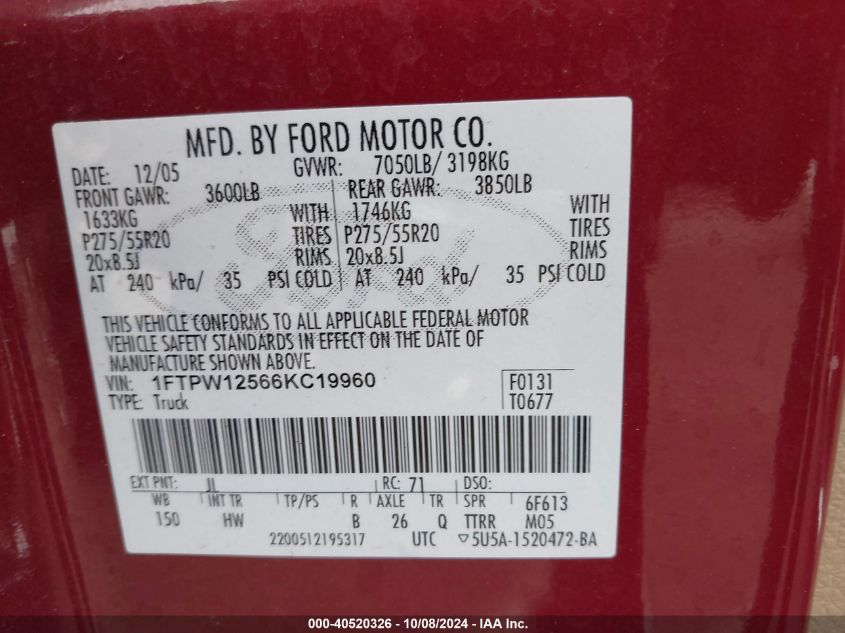 MFD. BY FORD MOTOR CO.
DATE: 12/05 GVWR: 7050LB/ 3198KG
FRONT GAWR: 3600LB REAR GAWR: 3850LB
1633KG WITH 1746KG WITH
P275/55R20 TIRES P275/55R20 TIRES
20x8.5J RIMS 20x8.5J RIMS
AT 240 kPa/ 35 PSI COLD AT 240 kPa/ 35 PSI COLD
Ford
THIS VEHICLE CONFORMS TO ALL APPLICABLE FEDERAL MOTOR
VEHICLE SAFETY STANDARDS IN EFFECT ON THE DATE OF
MANUFACTURE SHOWN ABOVE.
VIN: 1FTPW12566KC19960 F0131
TYPE: Truck T0677
EXT PNT: JL RC: 71 DSO:
WB INT TR TP/PS R AXLE TR SPR 6F613
150 HW B 26 Q TTRR M05
2200512195317 UTC ▽5U5A-1520472-BA
000-40520326 - 10/08/2024 - IAA Inc.